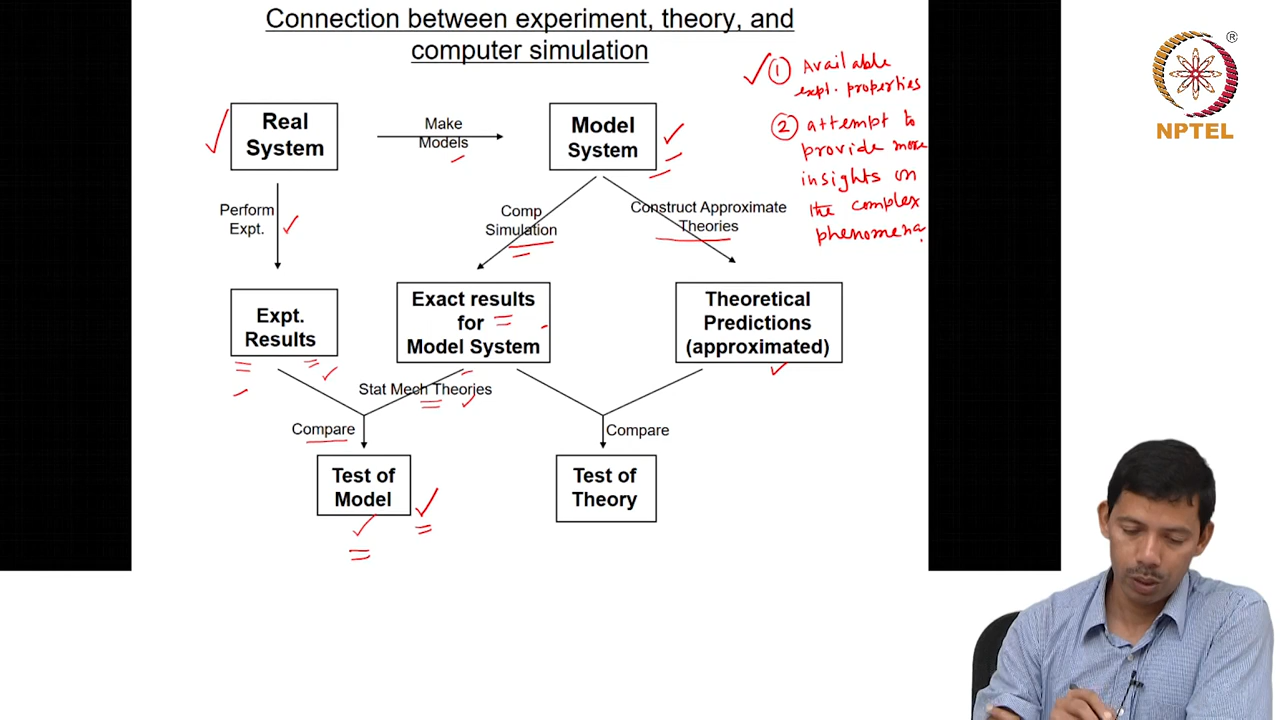 Connection between experiment, theory, and
computer simulation
Real
System
Make
Models
Model
System
Perform
Expt.
Comp
Simulation
Construct Approximate
Theories
Expt.
Results
Exact results
for
Model System
Theoretical
Predictions
(approximated)
Stat Mech Theories
Compare
Compare
Test of
Model
Test of
Theory
① Available
expt. properties
② attempt to
provide more
insights on
the complex
phenomena.
®
NPTEL